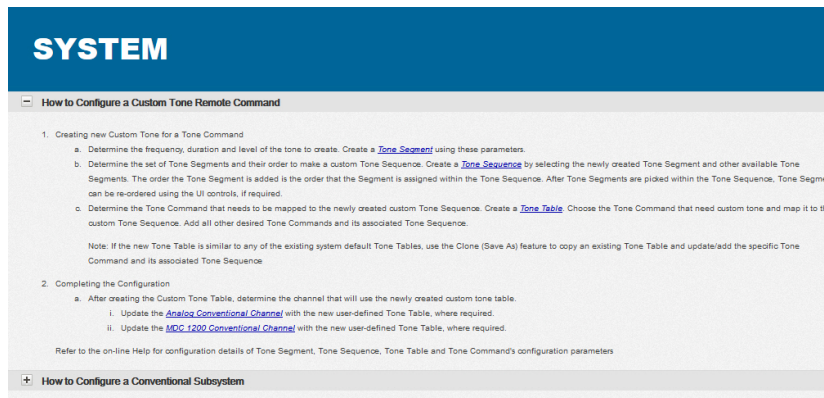 SYSTEM
How to Configure a Custom Tone Remote Command
1. Creating new Custom Tone for a Tone Command
a. Determine the frequency, duration and level of the tone to create. Create a Tone Segment using these parameters.
b. Determine the set of Tone Segments and their order to make a custom Tone Sequence. Create a Tone Sequence by selecting the newly created Tone Segment and other available Tone
Segments. The order the Tone Segment is added is the order that the Segment is assigned within the Tone Sequence. After Tone Segments are picked within the Tone Sequence, Tone Segme
can be re-ordered using the UI controls, if required.
c. Determine the Tone Command that needs to be mapped to the newly created custom Tone Sequence. Create a Tone Table. Choose the Tone Command that need custom tone and map it to th
custom Tone Sequence. Add all other desired Tone Commands and its associated Tone Sequence.
Note: If the new Tone Table is similar to any of the existing system default Tone Tables, use the Clone (Save As) feature to copy an existing Tone Table and update/add the specific Tone
Command and its associated Tone Sequence
2. Completing the Configuration
a. After creating the Custom Tone Table, determine the channel that will use the newly created custom tone table.
i. Update the Analog Conventional Channel with the new user-defined Tone Table, where required.
ii. Update the MDC 1200 Conventional Channel with the new user-defined Tone Table, where required.
Refer to the on-line Help for configuration details of Tone Segment, Tone Sequence, Tone Table and Tone Command's configuration parameters
How to Configure a Conventional Subsystem